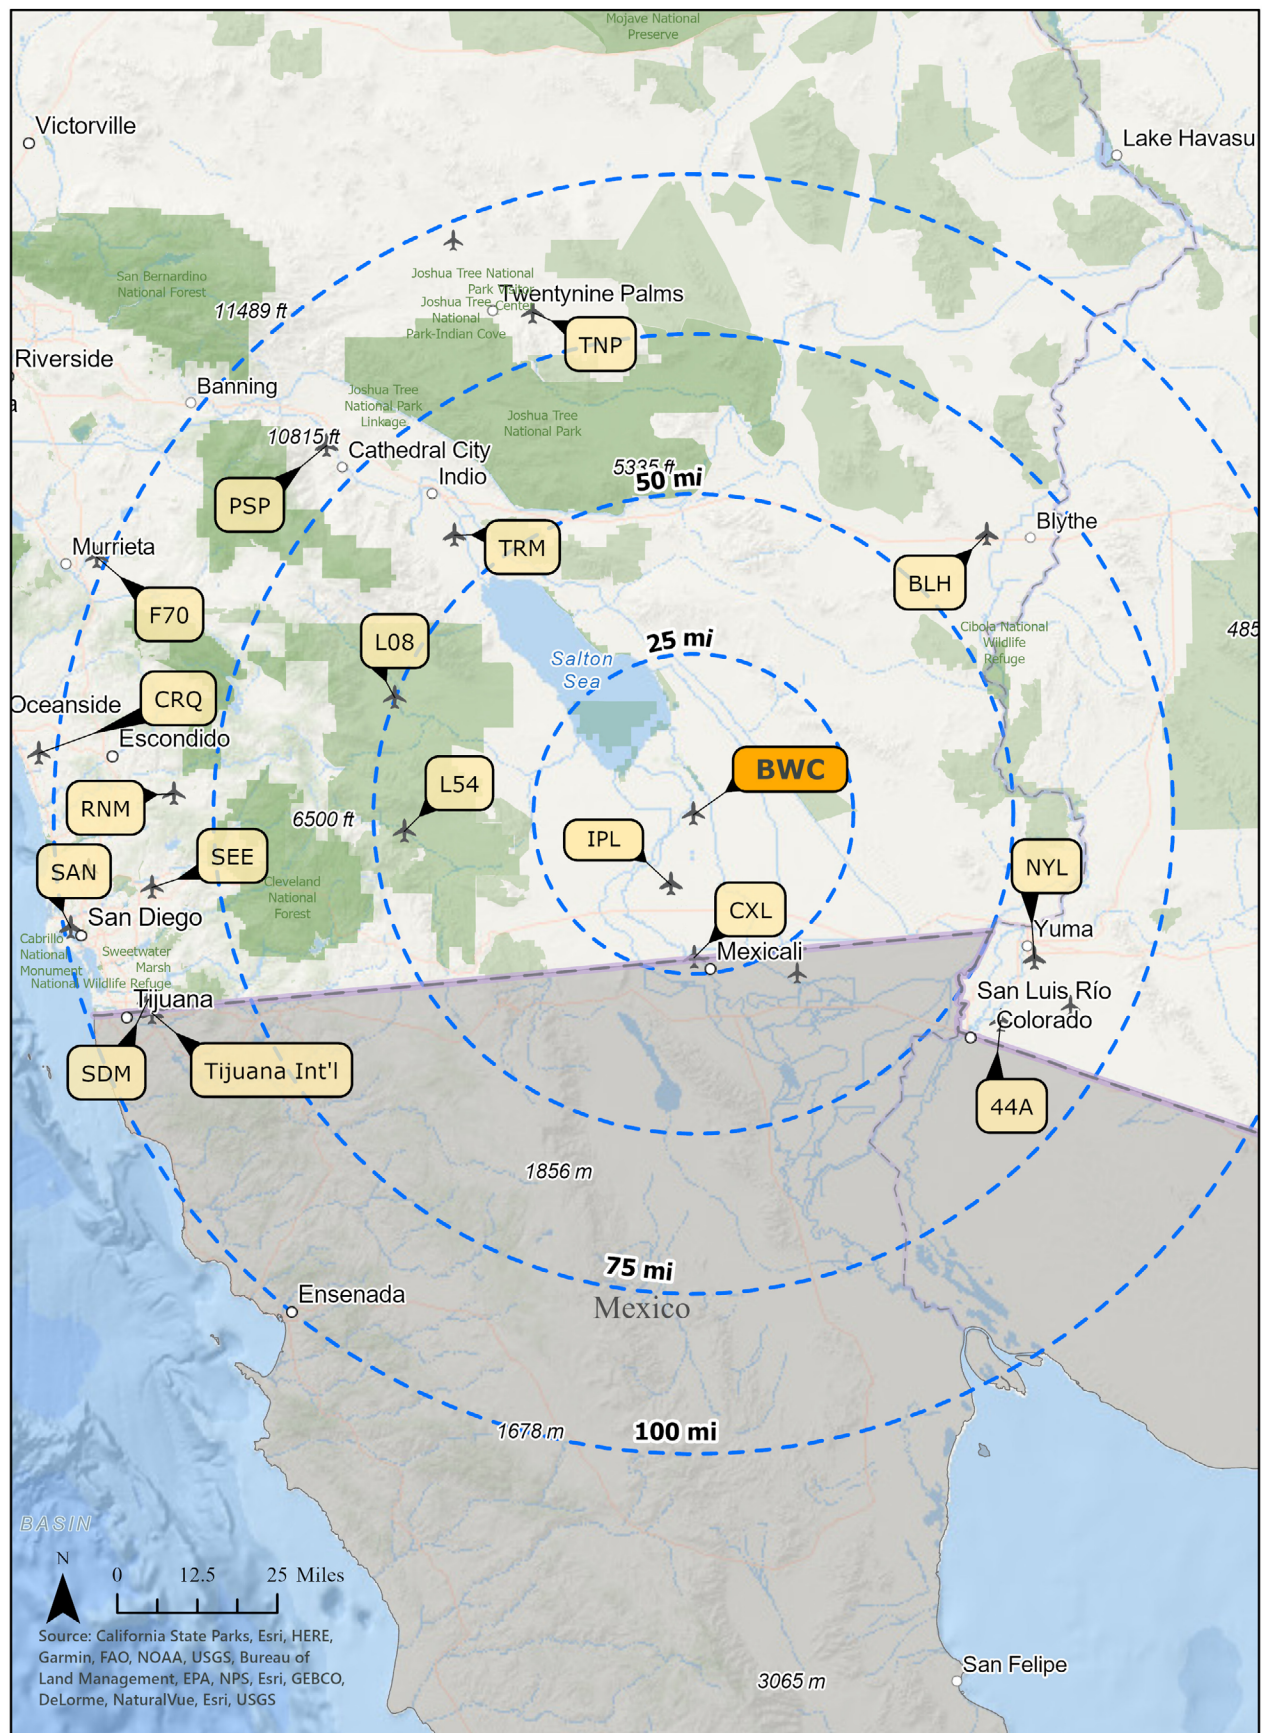 Mojave National
Preserve
Victorville
Lake Havasu
San Bernardino
National Forest
Joshua Tree National
Park Visitor
Center
Twentynine Palms
Joshua Tree
National
Park-Indian Cove
11489 ft
TNP
Riverside
a
Banning
Joshua Tree
National Park
Linkage
Joshua Tree
National Park
10815 ft
Cathedral City
Indio
5335 ft
50 mi
PSP
Blythe
TRM
Murrieta
BLH
F70
L08
25 mi
Cibola National
Wildlife
Refuge
485
Salton
Sea
CRQ
Oceanside
Escondido
BWC
L54
RNM
6500 ft
IPL
SEE
SAN
NYL
Cleveland
National
Forest
CXL
San Diego
Yuma
Cabrillo
National
Monument
Sweetwater
Marsh
National Wildlife Refuge
Mexicali
Tijuana
San Luis Río
Colorado
SDM
Tijuana Int'l
44A
1856 m
75 mi
Ensenada
Mexico
1678 m
100 mi
BASIN
N
0 12.5 25 Miles
Source: California State Parks, Esri, HERE,
Garmin, FAO, NOAA, USGS, Bureau of
Land Management, EPA, NPS, Esri, GEBCO,
DeLorme, NaturalVue, Esri, USGS
San Felipe
3065 m